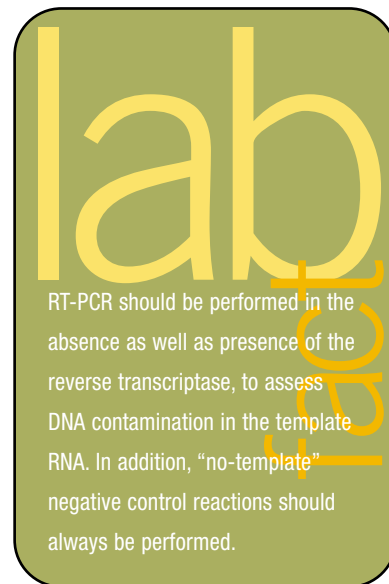 lab
fact
RT-PCR should be performed in the
absence as well as presence of the
reverse transcriptase, to assess
DNA contamination in the template
RNA. In addition, “no-template”
negative control reactions should
always be performed.